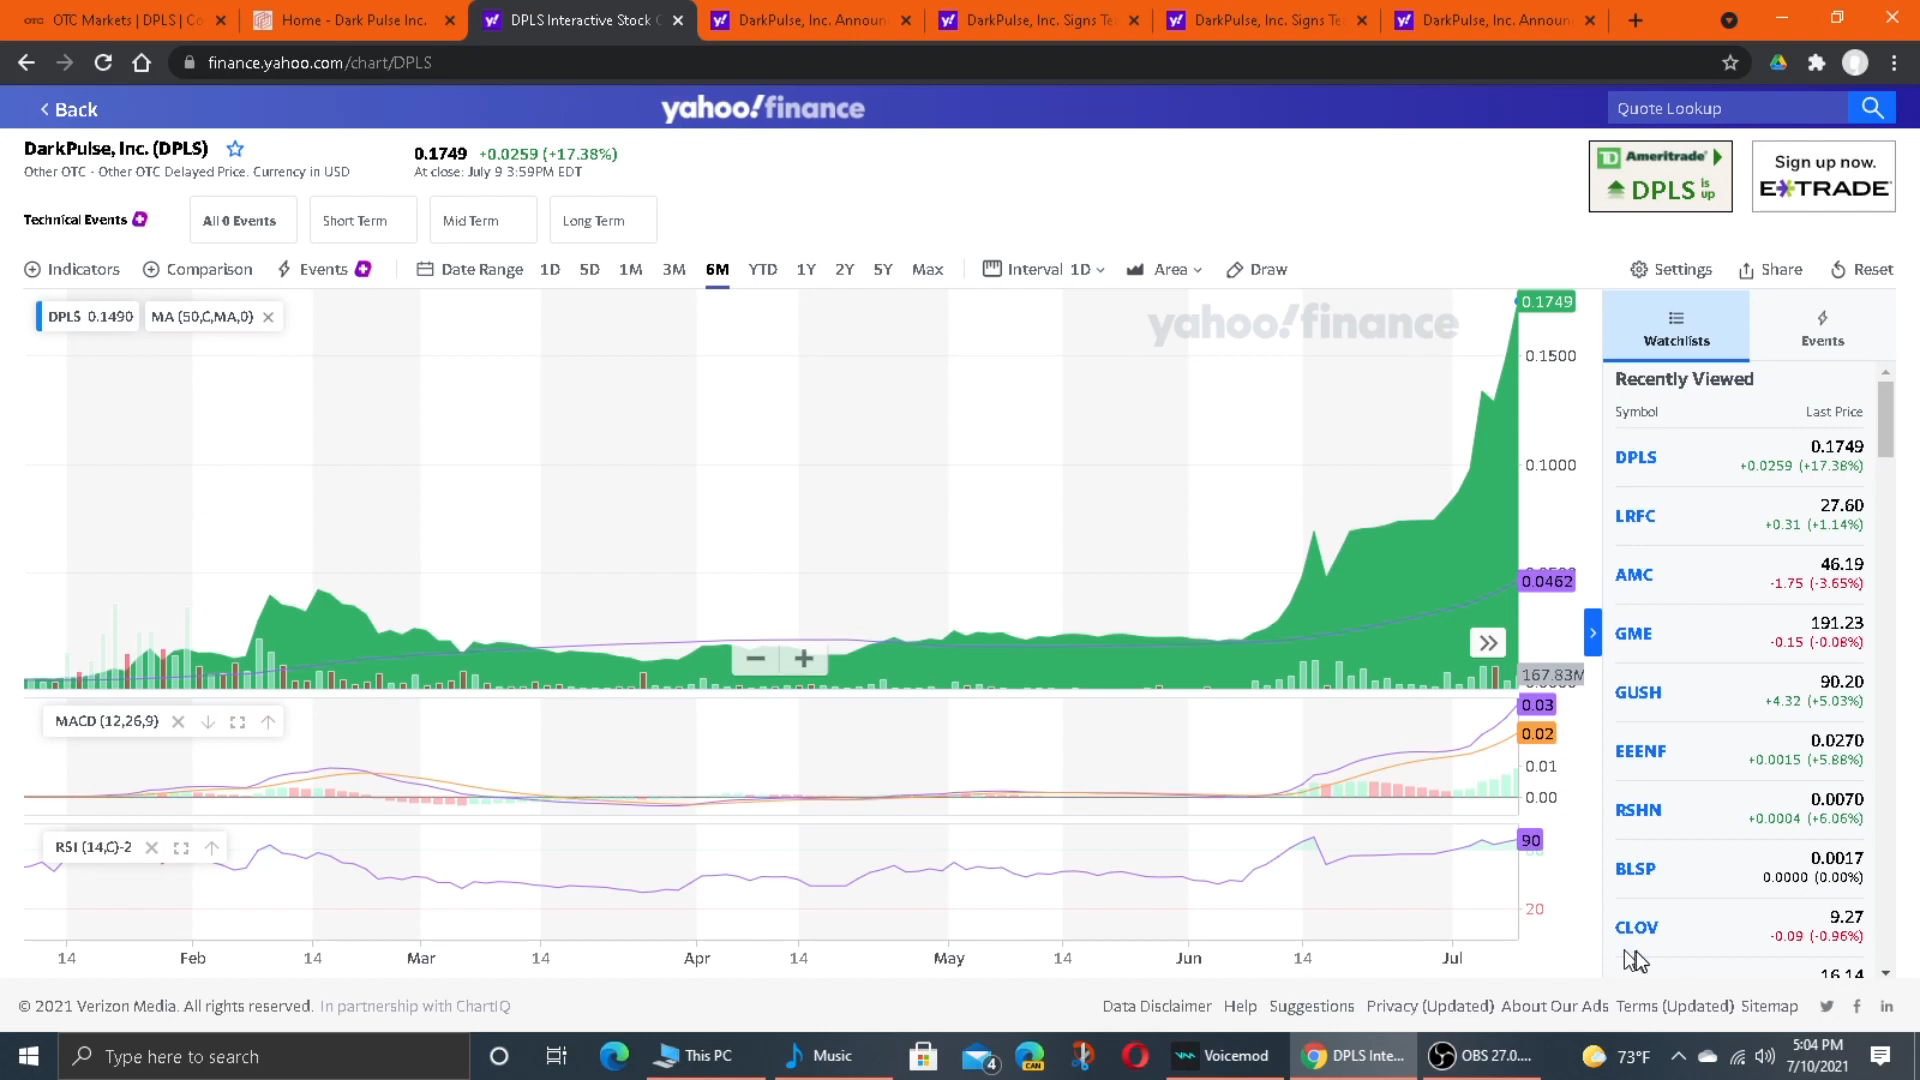 OTC Markets | DPLS | Co
Home - Dark Pulse Inc.
DPLS Interactive Stock C
DarkPulse, Inc. Announ
DarkPulse, Inc. Signs Te
DarkPulse, Inc. Signs Te
DarkPulse, Inc. Announ
finance.yahoo.com/chart/DPLS
Back
yahoo!finance
Quote Lookup
DarkPulse, Inc. (DPLS)
Other OTC - Other OTC Delayed Price. Currency in USD
0.1749 +0.0259 (+17.38%)
At close: July 9 3:59PM EDT
TD Ameritrade
DPLS is up
Sign up now.
E*TRADE
Technical Events
All 0 Events
Short Term
Mid Term
Long Term
Indicators
Comparison
Events
Date Range
1D 5D 1M 3M 6M YTD 1Y 2Y 5Y Max
Interval 1D
Area
Draw
Settings
Share
Reset
DPLS 0.1490
MA (50,C,MA,0)
yahoo!finance
0.1749
0.1500
0.1000
0.0462
167.83M
MACD (12,26,9)
0.03
0.02
0.01
0.00
RSI (14,C)-2
90
20
14 Feb 14 Mar 14 Apr 14 May 14 Jun 14 Jul
Watchlists
Events
Recently Viewed
Symbol Last Price
DPLS 0.1749
+0.0259 (+17.38%)
LRFC 27.60
+0.31 (+1.14%)
AMC 46.19
-1.75 (-3.65%)
GME 191.23
-0.15 (-0.08%)
GUSH 90.20
+4.32 (+5.03%)
EEENF 0.0270
+0.0015 (+5.88%)
RSHN 0.0070
+0.0004 (+6.06%)
BLSP 0.0017
0.0000 (0.00%)
CLOV 9.27
-0.09 (-0.96%)
16.14
© 2021 Verizon Media. All rights reserved. In partnership with ChartIQ
Data Disclaimer Help Suggestions Privacy (Updated) About Our Ads Terms (Updated) Sitemap
Type here to search
This PC
Music
4
CAN
Voicemod
DPLS Inte...
OBS 27.0....
73°F
5:04 PM
7/10/2021